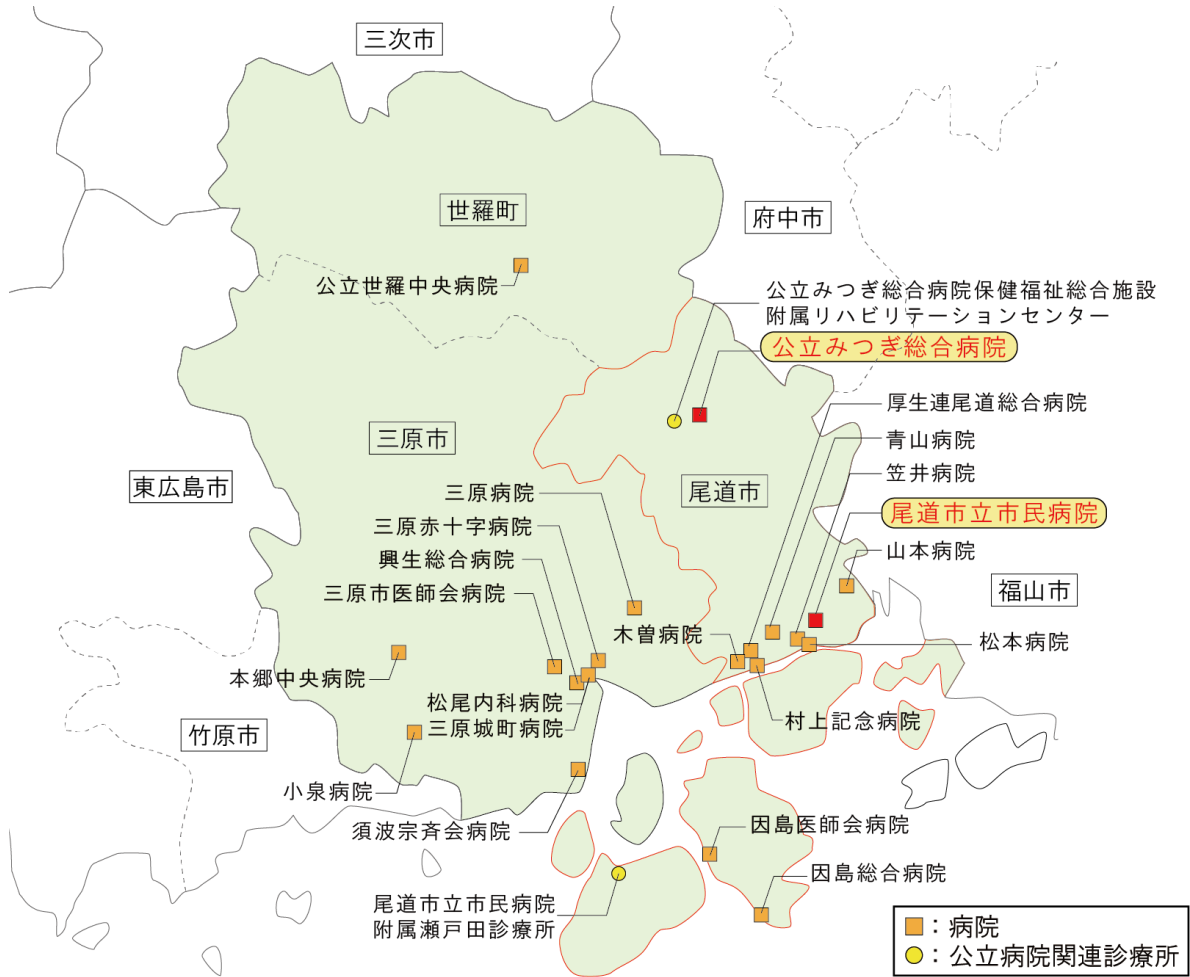 三次市
世羅町
府中市
公立世羅中央病院
公立みつぎ総合病院保健福祉総合施設
附属リハビリテーションセンター
公立みつぎ総合病院
厚生連尾道総合病院
青山病院
笠井病院
尾道市立市民病院
山本病院
三原市
東広島市
尾道市
三原病院
三原赤十字病院
興生総合病院
三原市医師会病院
福山市
木曽病院
松本病院
本郷中央病院
松尾内科病院
三原城町病院
村上記念病院
竹原市
小泉病院
須波宗斉会病院
因島医師会病院
因島総合病院
尾道市立市民病院
附属瀬戸田診療所
：病院
：公立病院関連診療所